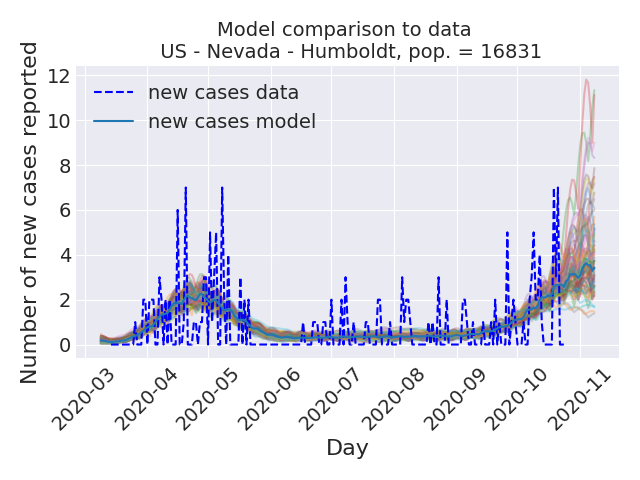 Model comparison to data
US - Nevada - Humboldt, pop. = 16831
Number of new cases reported
12
10
8
6
4
2
0
new cases data
new cases model
2020-03
2020-04
2020-05
2020-06
2020-07
2020-08
2020-09
2020-10
2020-11
Day